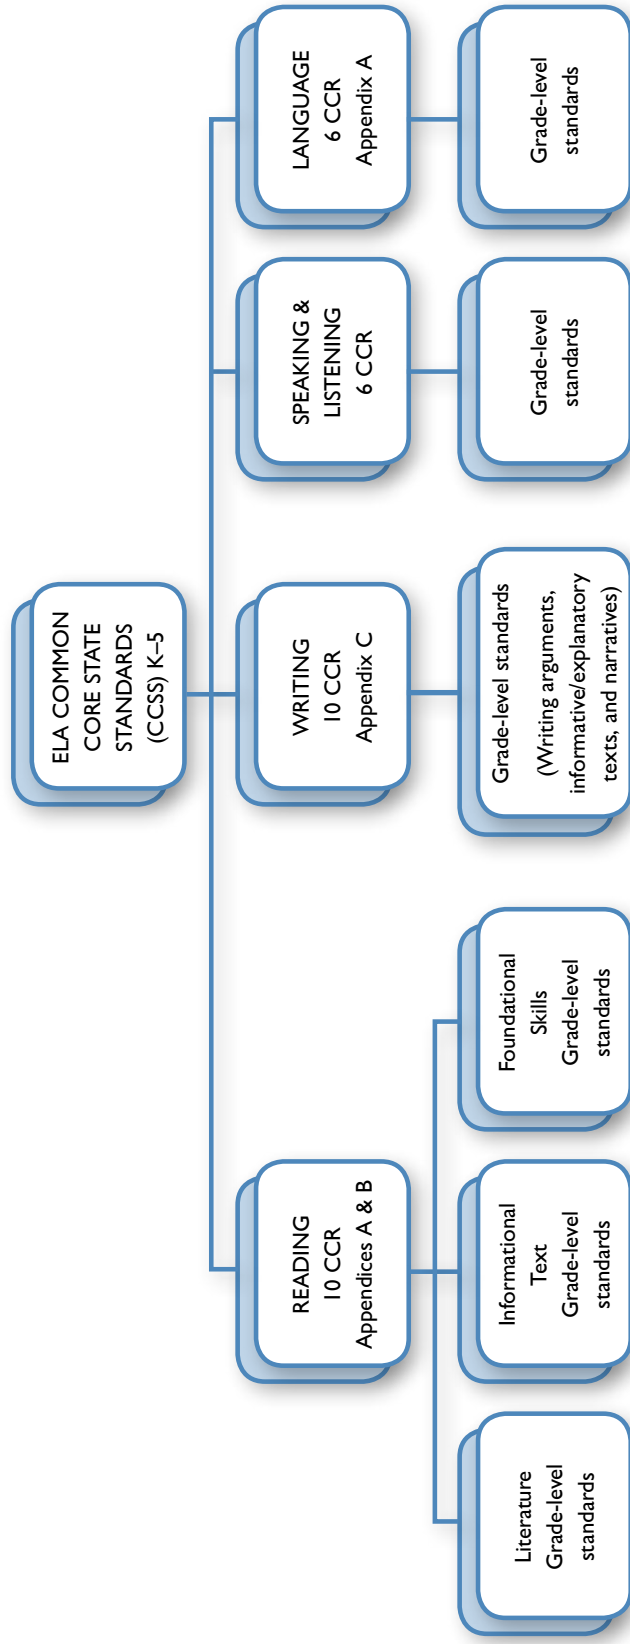 ELA COMMON
CORE STATE
STANDARDS
(CCSS) K–5
READING
10 CCR
Appendices A & B
WRITING
10 CCR
Appendix C
SPEAKING &
LISTENING
6 CCR
LANGUAGE
6 CCR
Appendix A
Literature
Grade-level
standards
Informational
Text
Grade-level
standards
Foundational
Skills
Grade-level
standards
Grade-level standards
(Writing arguments,
informative/explanatory
texts, and narratives)
Grade-level
standards
Grade-level
standards